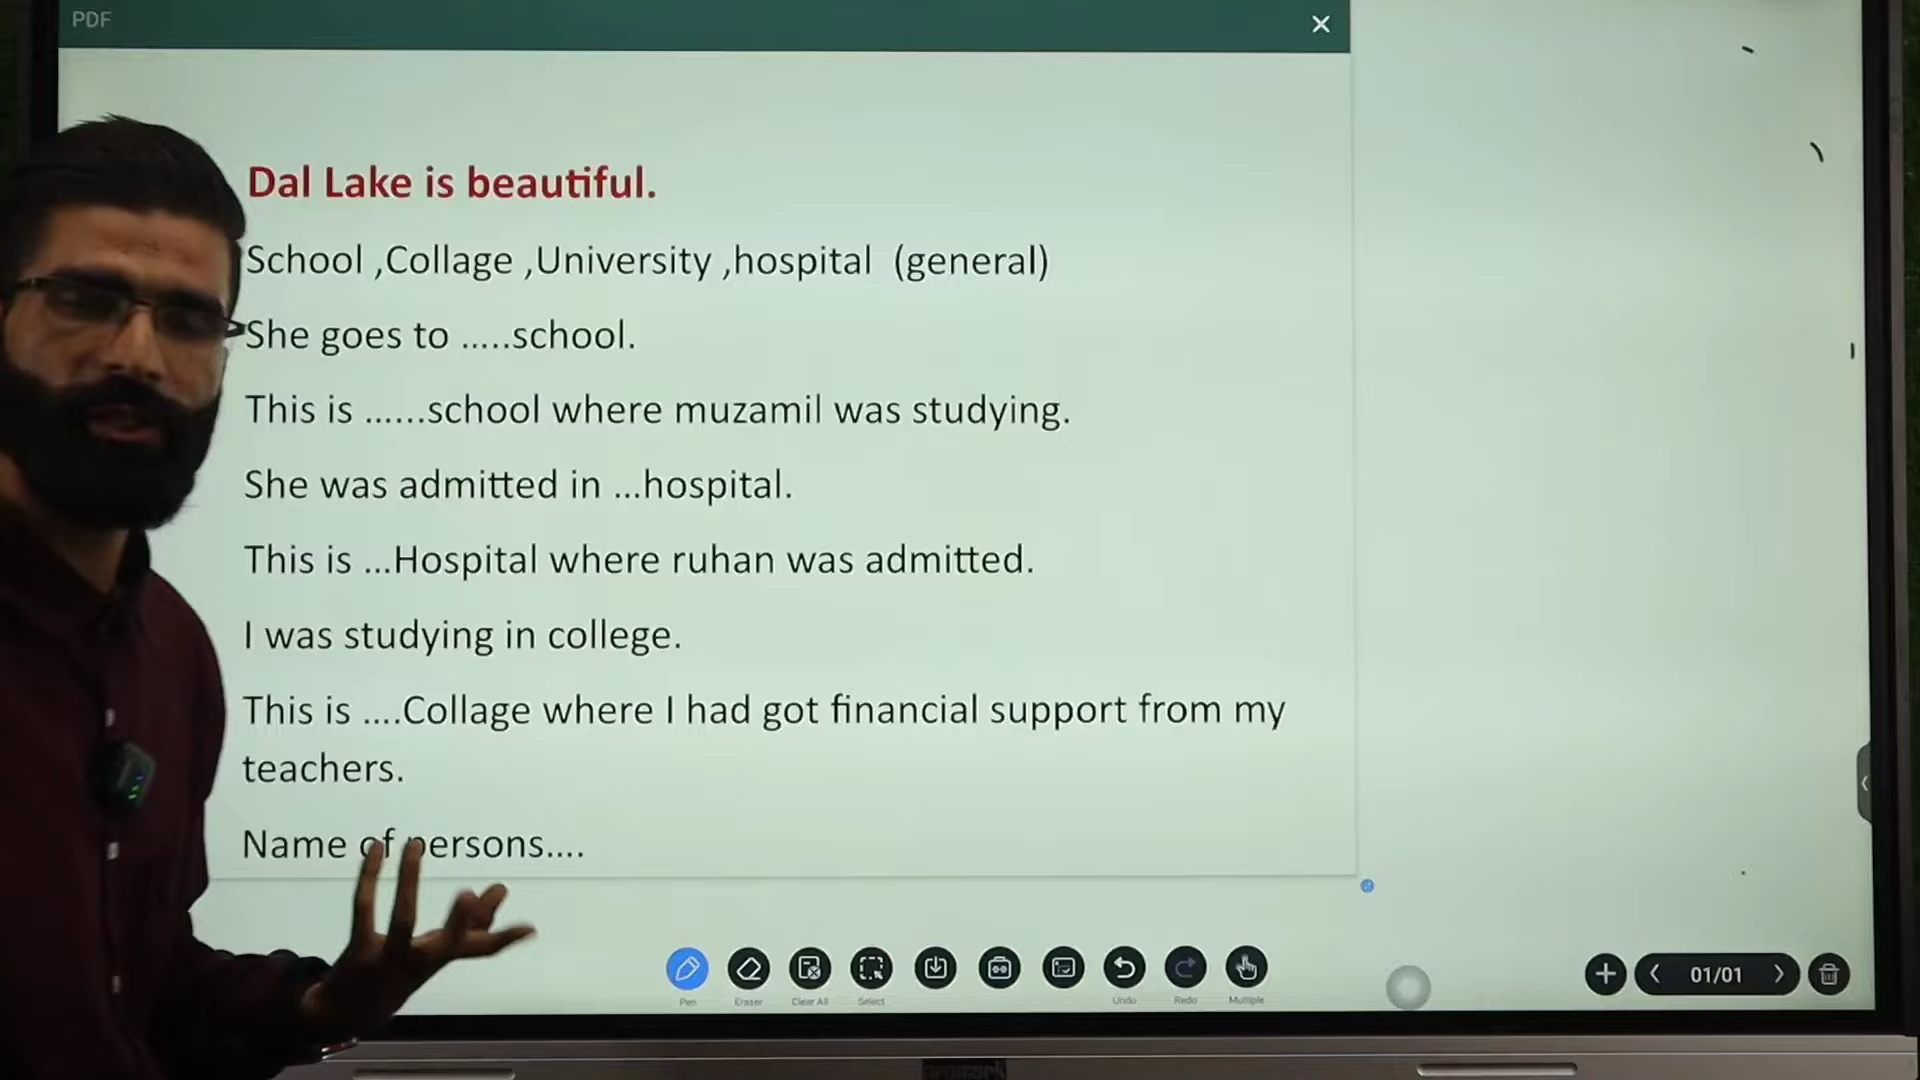 PDF
Dal Lake is beautiful.
School ,Collage ,University ,hospital (general)
She goes to .....school.
This is ......school where muzamil was studying.
She was admitted in ...hospital.
This is ...Hospital where ruhan was admitted.
I was studying in college.
This is ....Collage where I had got financial support from my
teachers.
Name of persons....
Pen Eraser Clear All Select Undo Redo Multiple
01/01